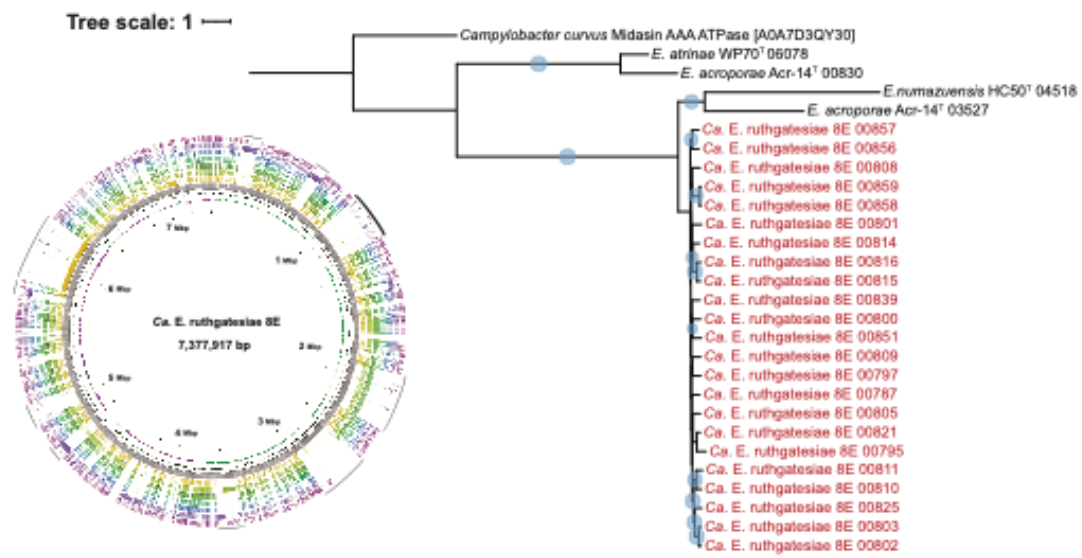 Tree scale: 1
Campylobacter curvus Midasin AAA ATPase [A0A7D3QY30]
E. atrinae WP70ᵀ 06078
E. acroporae Acr-14ᵀ 00830
E.numazuensis HC50ᵀ 04518
E. acroporae Acr-14ᵀ 03527
Ca. E. ruthgatesiae 8E 00857
Ca. E. ruthgatesiae 8E 00856
Ca. E. ruthgatesiae 8E 00808
Ca. E. ruthgatesiae 8E 00859
Ca. E. ruthgatesiae 8E 00858
Ca. E. ruthgatesiae 8E 00801
Ca. E. ruthgatesiae 8E 00814
Ca. E. ruthgatesiae 8E 00816
Ca. E. ruthgatesiae 8E 00815
Ca. E. ruthgatesiae 8E 00839
Ca. E. ruthgatesiae 8E 00800
Ca. E. ruthgatesiae 8E 00851
Ca. E. ruthgatesiae 8E 00809
Ca. E. ruthgatesiae 8E 00797
Ca. E. ruthgatesiae 8E 00787
Ca. E. ruthgatesiae 8E 00805
Ca. E. ruthgatesiae 8E 00821
Ca. E. ruthgatesiae 8E 00795
Ca. E. ruthgatesiae 8E 00811
Ca. E. ruthgatesiae 8E 00810
Ca. E. ruthgatesiae 8E 00825
Ca. E. ruthgatesiae 8E 00803
Ca. E. ruthgatesiae 8E 00802
7 Mbp
1 Mbp
6 Mbp
Ca. E. ruthgatesiae 8E
7,377,917 bp
2 Mbp
5 Mbp
3 Mbp
4 Mbp